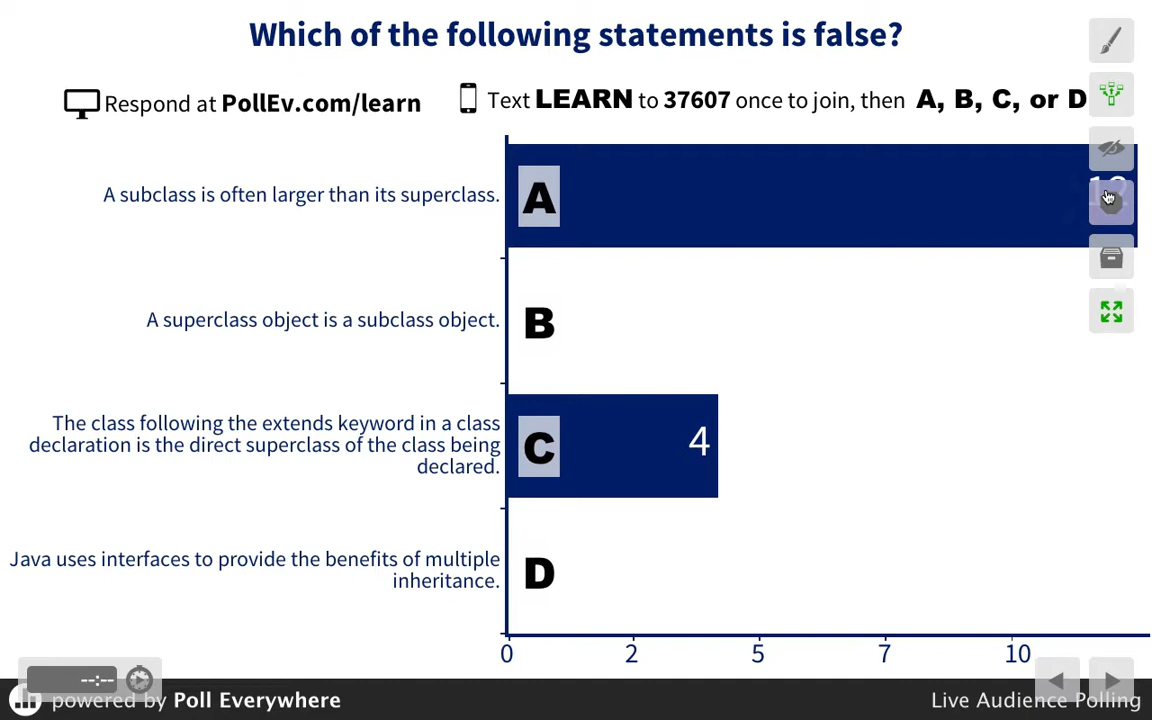 Which of the following statements is false?
Respond at PollEv.com/learn
Text LEARN to 37607 once to join, then A, B, C, or D
A subclass is often larger than its superclass.
A
A superclass object is a subclass object.
B
The class following the extends keyword in a class
declaration is the direct superclass of the class being
declared.
C
4
Java uses interfaces to provide the benefits of multiple
inheritance.
D
0 2 5 7 10
--:--
powered by Poll Everywhere
Live Audience Polling